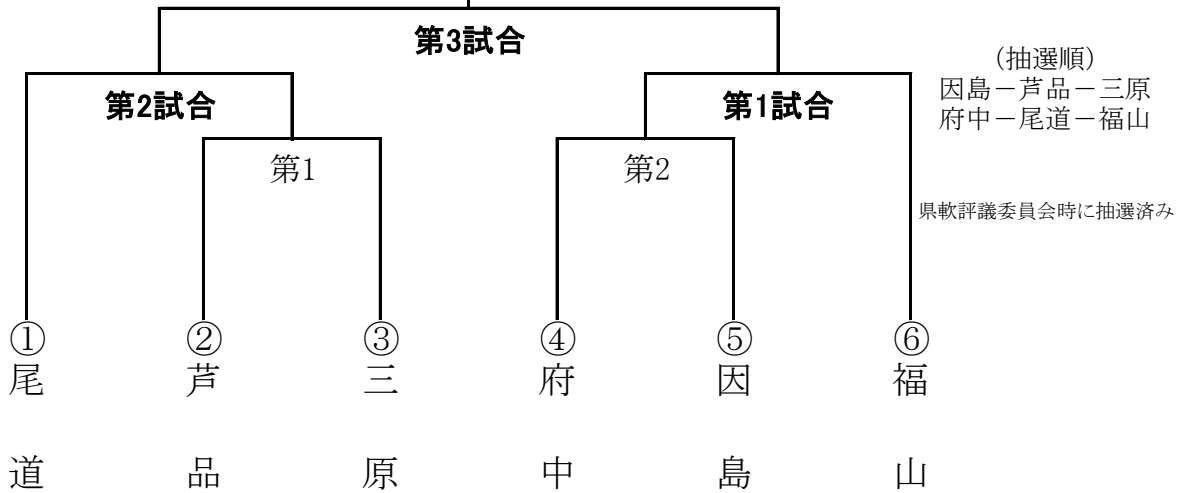 第3試合
(抽選順)
因島－芦品－三原
府中－尾道－福山
第2試合
第1試合
第1
第2
県軟評議委員会時に抽選済み
①
尾道
②
芦品
③
三原
④
府中
⑤
因島
⑥
福山